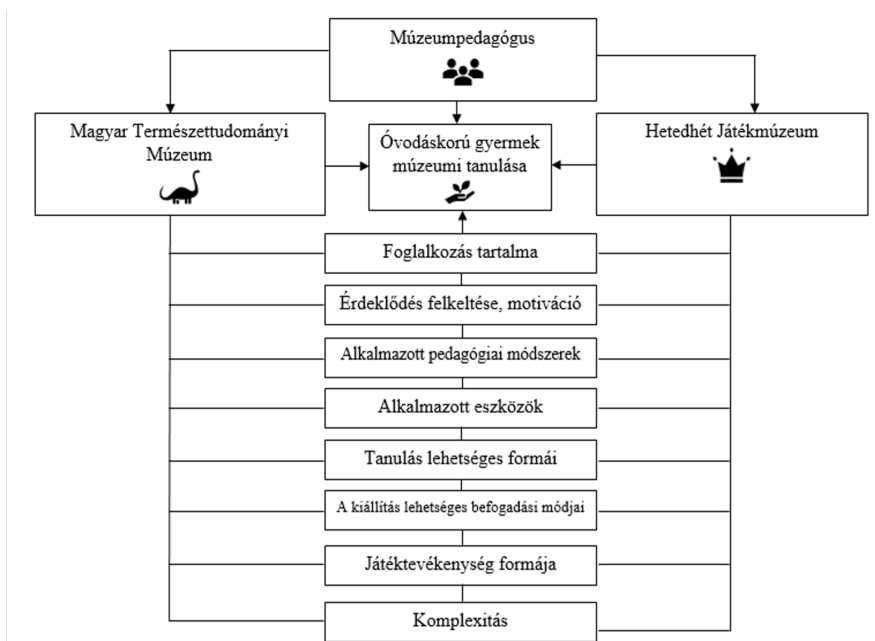 Múzeumpedagógus
Magyar Természettudományi
Múzeum
Óvodáskorú gyermek
múzeumi tanulása
Hetedhét Játékmúzeum
Foglalkozás tartalma
Érdeklődés felkeltése, motiváció
Alkalmazott pedagógiai módszerek
Alkalmazott eszközök
Tanulás lehetséges formái
A kiállítás lehetséges befogadási módjai
Játéktevékenység formája
Komplexitás